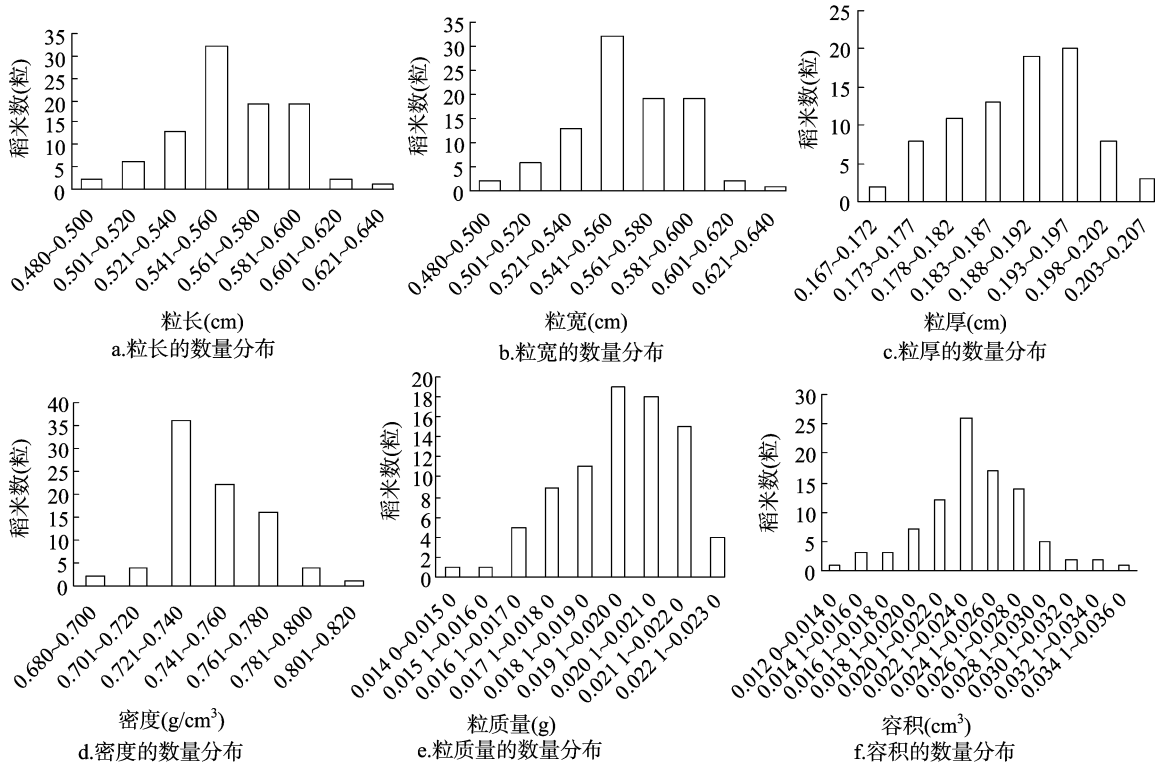 稻米数(粒)
35
30
25
20
15
10
5
0
0.480~0.500
0.501~0.520
0.521~0.540
0.541~0.560
0.561~0.580
0.581~0.600
0.601~0.620
0.621~0.640
粒长(cm)
a.粒长的数量分布
稻米数(粒)
35
30
25
20
15
10
5
0
0.480~0.500
0.501~0.520
0.521~0.540
0.541~0.560
0.561~0.580
0.581~0.600
0.601~0.620
0.621~0.640
粒宽(cm)
b.粒宽的数量分布
稻米数(粒)
25
20
15
10
5
0
0.167~0.172
0.173~0.177
0.178~0.182
0.183~0.187
0.188~0.192
0.193~0.197
0.198~0.202
0.203~0.207
粒厚(cm)
c.粒厚的数量分布
稻米数(粒)
40
35
30
25
20
15
10
5
0
0.680~0.700
0.701~0.720
0.721~0.740
0.741~0.760
0.761~0.780
0.781~0.800
0.801~0.820
密度(g/cm³)
d.密度的数量分布
稻米数(粒)
20
18
16
14
12
10
8
6
4
2
0
0.014 0~0.015 0
0.015 1~0.016 0
0.016 1~0.017 0
0.017 1~0.018 0
0.018 1~0.019 0
0.019 1~0.020 0
0.020 1~0.021 0
0.021 1~0.022 0
0.022 1~0.023 0
粒质量(g)
e.粒质量的数量分布
稻米数(粒)
30
25
20
15
10
5
0
0.012 0~0.014 0
0.014 1~0.016 0
0.016 1~0.018 0
0.018 1~0.020 0
0.020 1~0.022 0
0.022 1~0.024 0
0.024 1~0.026 0
0.026 1~0.028 0
0.028 1~0.030 0
0.030 1~0.032 0
0.032 1~0.034 0
0.034 1~0.036 0
容积(cm³)
f.容积的数量分布